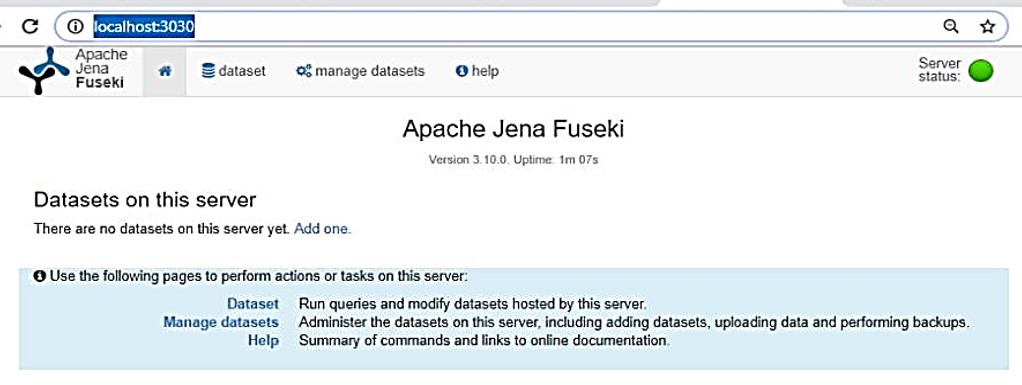 localhost:3030
Apache
Jena
Fuseki
dataset
manage datasets
help
Server
status:
Apache Jena Fuseki
Version 3.10.0. Uptime: 1m 07s
Datasets on this server
There are no datasets on this server yet. Add one.
Use the following pages to perform actions or tasks on this server:
Dataset Run queries and modify datasets hosted by this server.
Manage datasets Administer the datasets on this server, including adding datasets, uploading data and performing backups.
Help Summary of commands and links to online documentation.